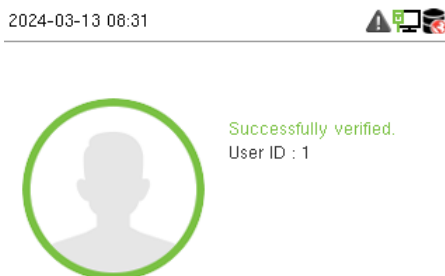 2024-03-13 08:31
Successfully verified.
User ID : 1